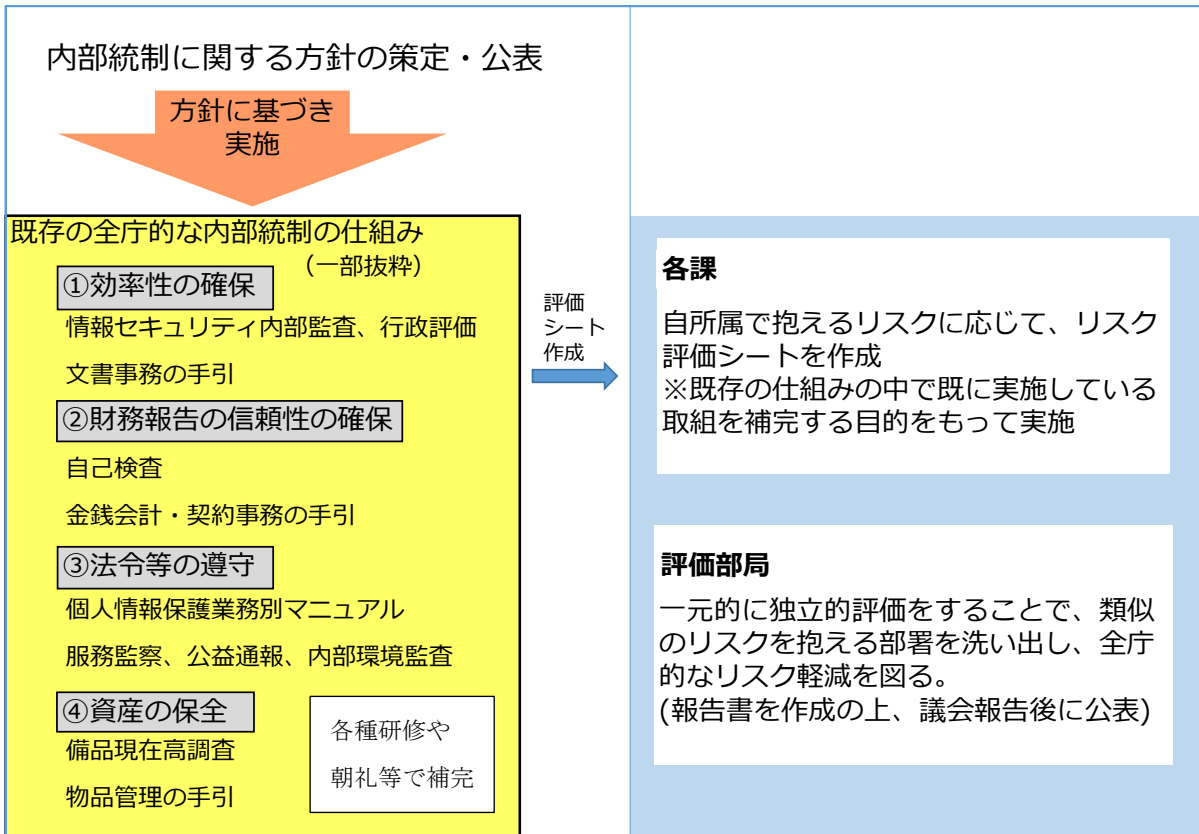 内部統制に関する方針の策定・公表
方針に基づき
実施
既存の全庁的な内部統制の仕組み
（一部抜粋）
①効率性の確保
情報セキュリティ内部監査、行政評価
文書事務の手引
②財務報告の信頼性の確保
自己検査
金銭会計・契約事務の手引
③法令等の遵守
個人情報保護業務別マニュアル
服務監察、公益通報、内部環境監査
④資産の保全
備品現在高調査
物品管理の手引
各種研修や
朝礼等で補完
評価
シート
作成
各課
自所属で抱えるリスクに応じて、リスク
評価シートを作成
※既存の仕組みの中で既に実施している
取組を補完する目的をもって実施
評価部局
一元的に独立的評価をすることで、類似
のリスクを抱える部署を洗い出し、全庁
的なリスク軽減を図る。
(報告書を作成の上、議会報告後に公表)